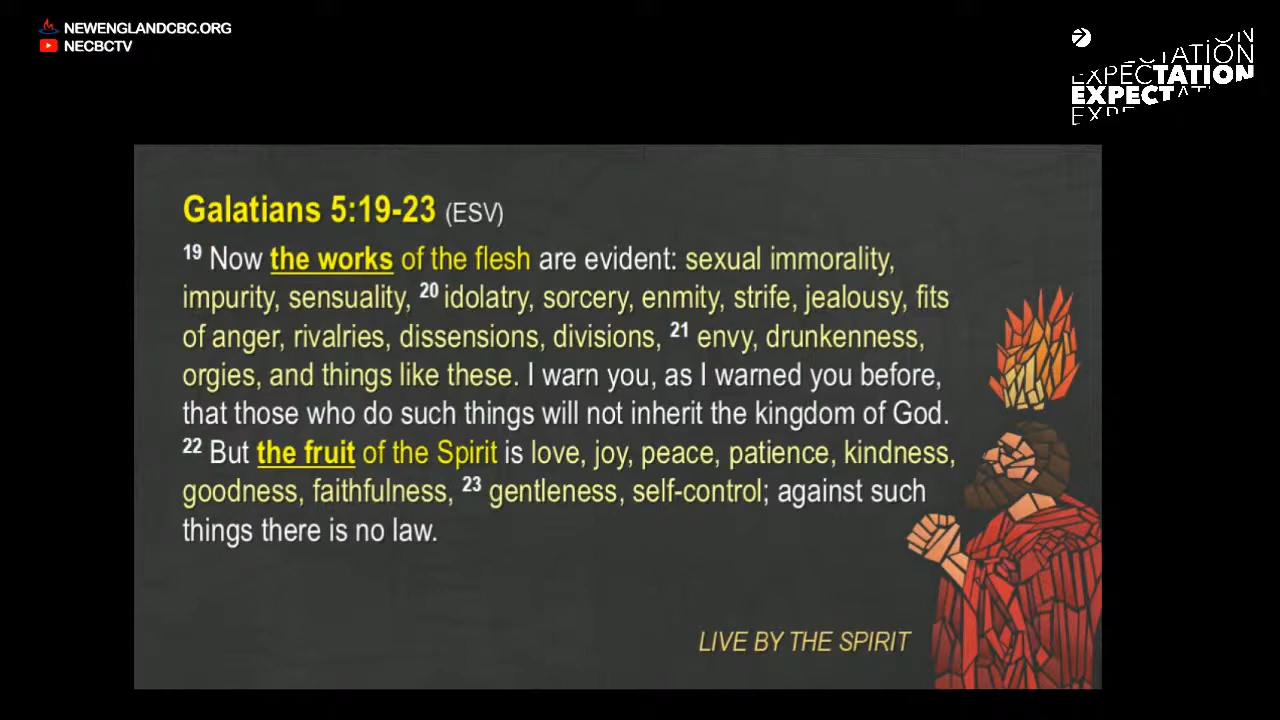 NEWENGLANDCBC.ORG
NECBCTV
EXPECTATION
EXPECTATION
Galatians 5:19-23 (ESV)
19 Now the works of the flesh are evident: sexual immorality,
impurity, sensuality, 20 idolatry, sorcery, enmity, strife, jealousy, fits
of anger, rivalries, dissensions, divisions, 21 envy, drunkenness,
orgies, and things like these. I warn you, as I warned you before,
that those who do such things will not inherit the kingdom of God.
22 But the fruit of the Spirit is love, joy, peace, patience, kindness,
goodness, faithfulness, 23 gentleness, self-control; against such
things there is no law.
LIVE BY THE SPIRIT